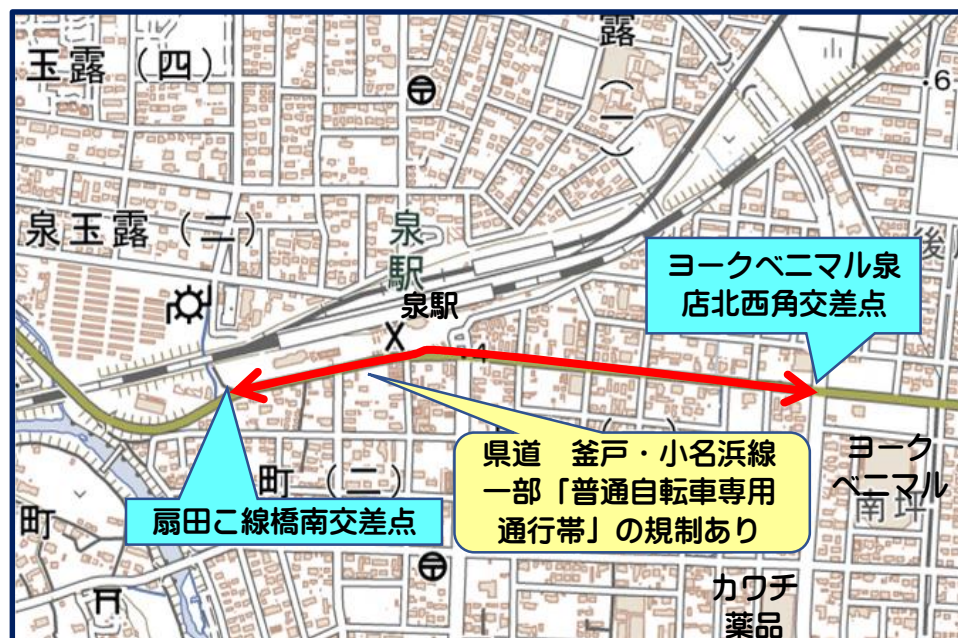 玉露（四）
露（一）
.6
泉玉露（二）
泉駅
泉駅
ヨークベニマル泉
店北西角交差点
県道　釜戸・小名浜線
一部「普通自転車専用
通行帯」の規制あり
ヨーク
ベニマル
南坪
町（二）
扇田こ線橋南交差点
町
カワチ
薬品